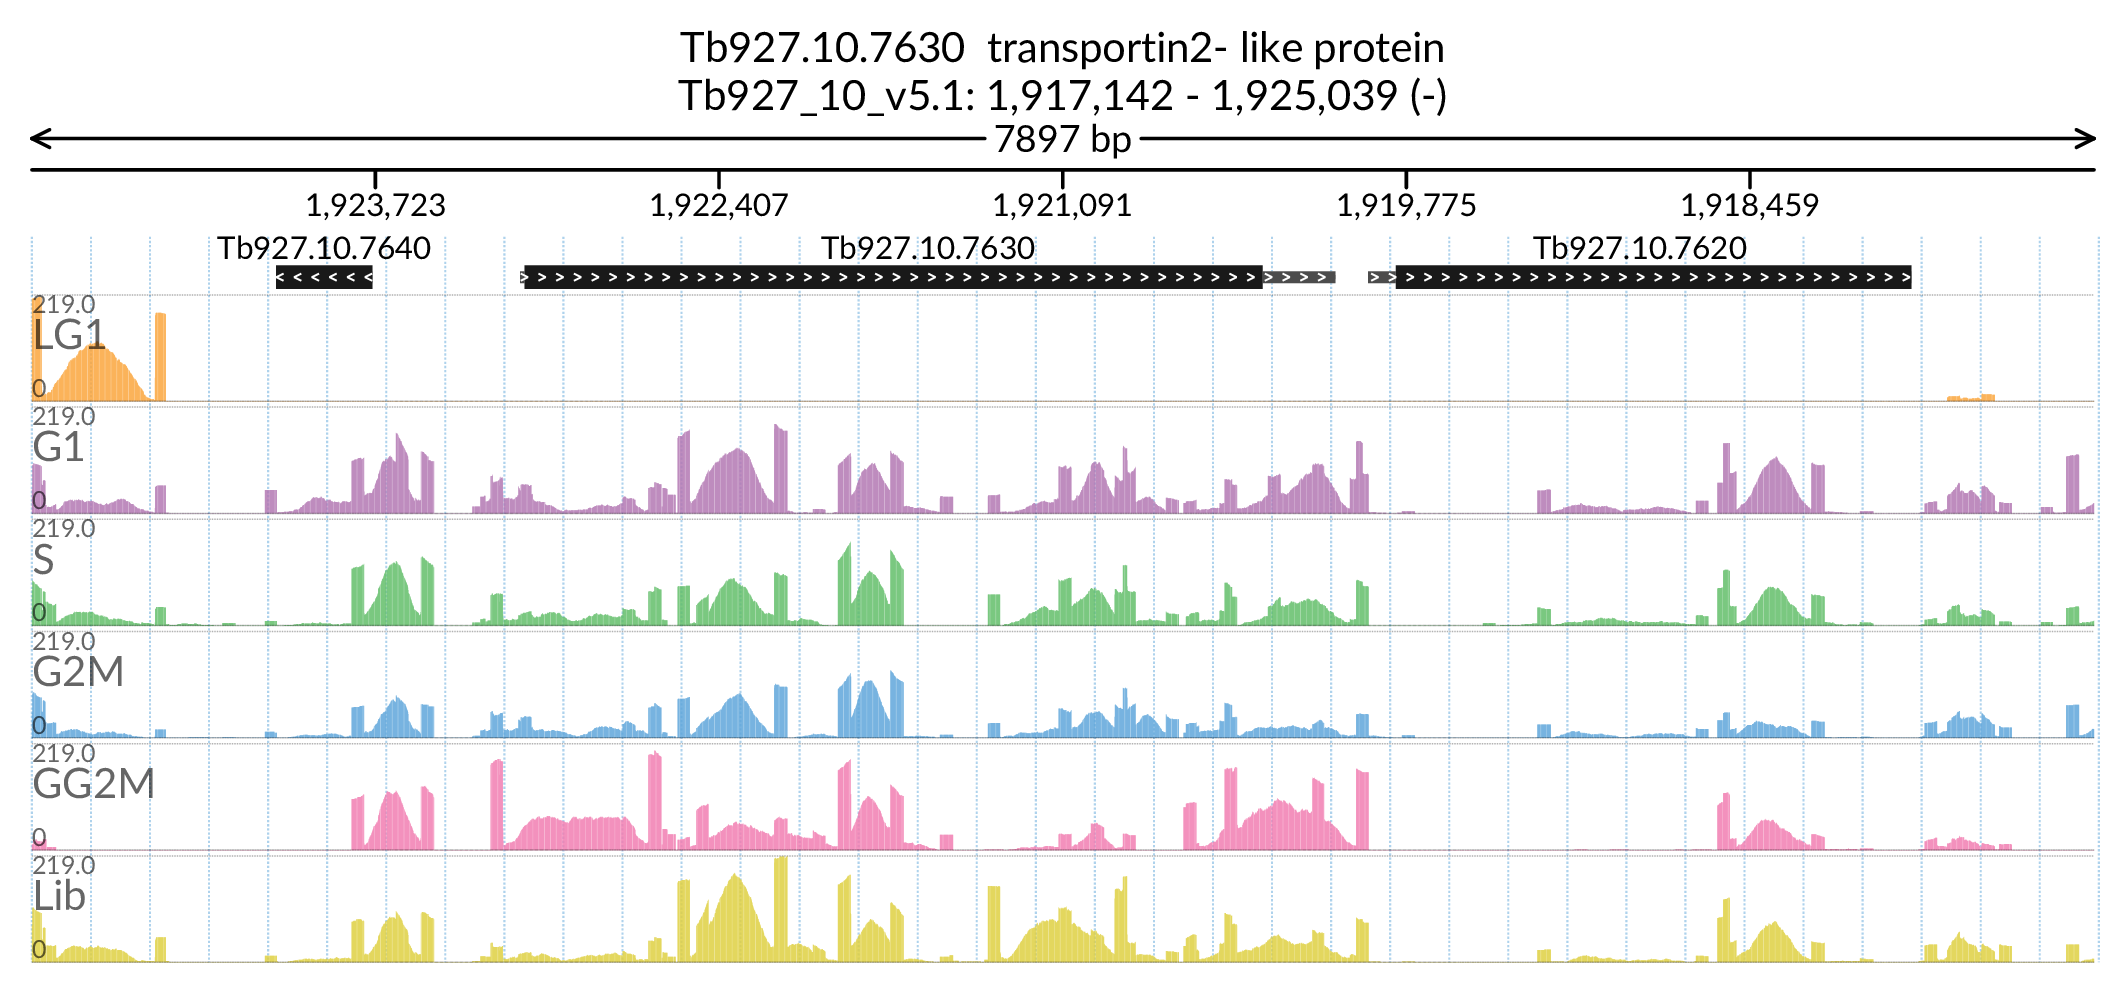 Tb927.10.7630  transportin2- like protein
Tb927_10_v5.1: 1,917,142 - 1,925,039 (-)
7897 bp
1,923,723 1,922,407 1,921,091 1,919,775 1,918,459
Tb927.10.7640 Tb927.10.7630 Tb927.10.7620
219.0
LG1
0
219.0
G1
0
219.0
S
0
219.0
G2M
0
219.0
GG2M
0
219.0
Lib
0